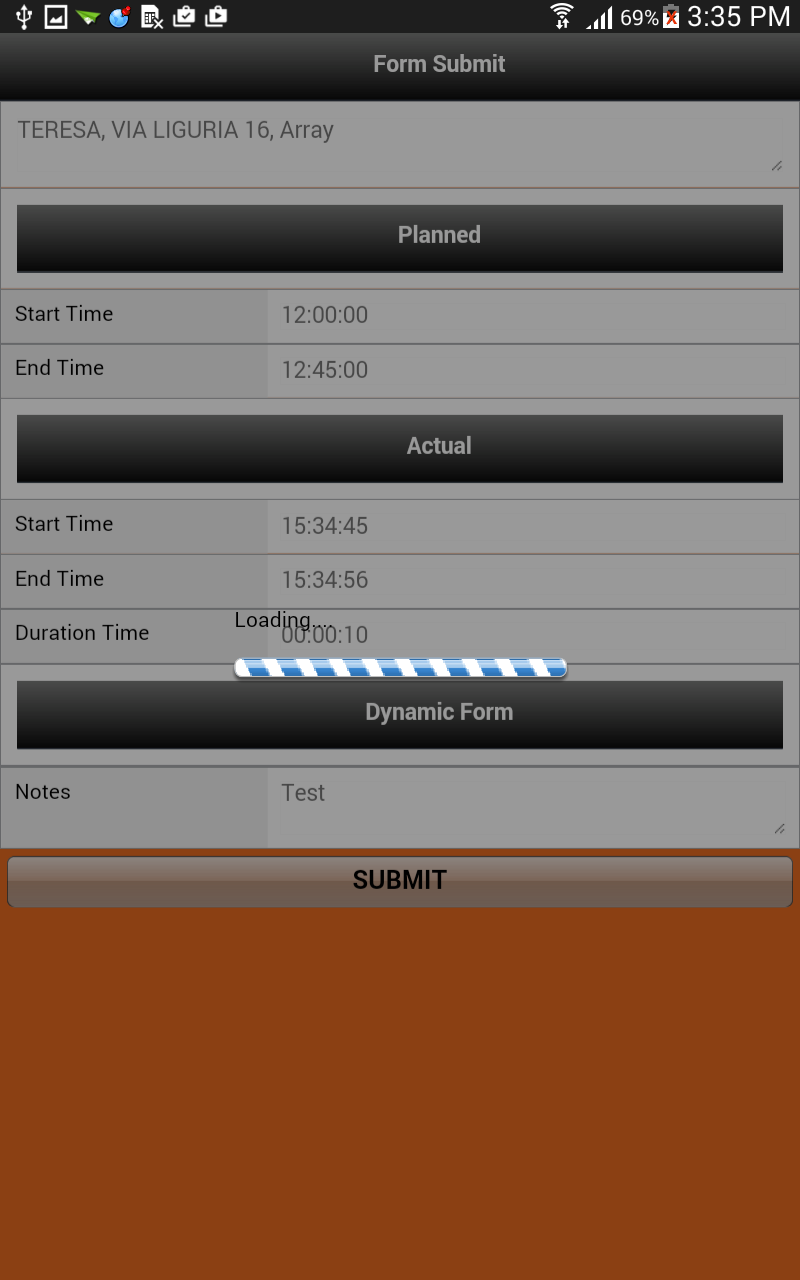 69% 3:35 PM
Form Submit
TERESA, VIA LIGURIA 16, Array
Planned
Start Time 12:00:00
End Time 12:45:00
Actual
Start Time 15:34:45
End Time 15:34:56
Loading....
Duration Time 00:00:10
Dynamic Form
Notes Test
SUBMIT